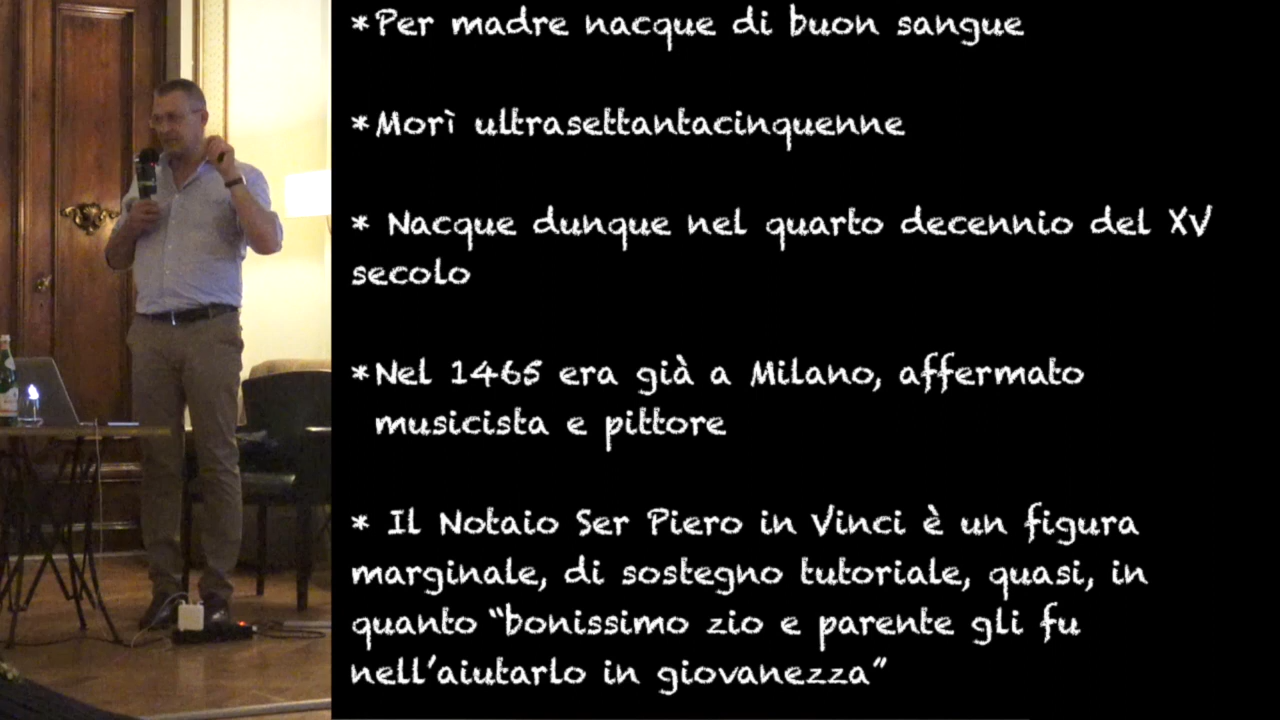 *Per madre nacque di buon sangue
*Morì ultrasettantacinquenne
* Nacque dunque nel quarto decennio del XV
secolo
*Nel 1465 era già a Milano, affermato
musicista e pittore
* Il Notaio Ser Piero in Vinci è un figura
marginale, di sostegno tutoriale, quasi, in
quanto “bonissimo zio e parente gli fu
nell’aiutarlo in giovanezza”